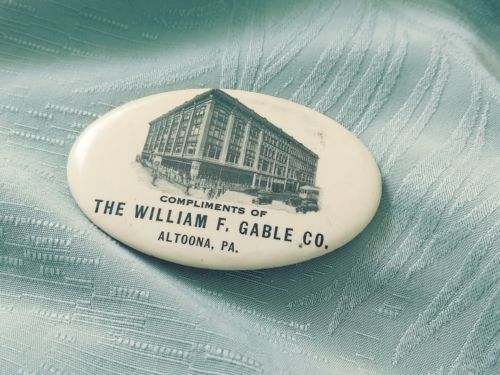 COMPLIMENTS OF
THE WILLIAM F. GABLE CO.
ALTOONA, PA.